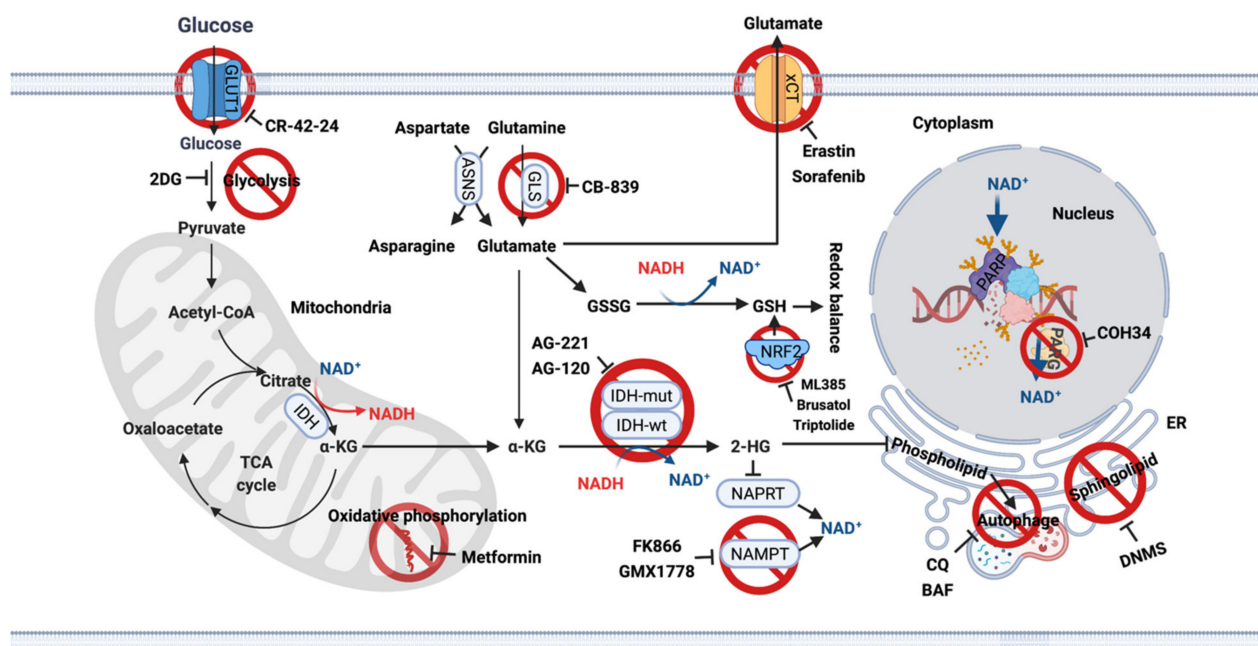 Glucose
GLUT1
CR-42-24
Glucose
2DG
Glycolysis
Pyruvate
Acetyl-CoA
Mitochondria
Citrate
NAD+
NADH
IDH
Oxaloacetate
α-KG
TCA
cycle
Oxidative phosphorylation
Metformin
Aspartate
Glutamine
ASNS
GLS
CB-839
Asparagine
Glutamate
Glutamate
xCT
Erastin
Sorafenib
NADH
NAD+
GSSG
GSH
Redox balance
NRF2
ML385
Brusatol
Triptolide
AG-221
AG-120
IDH-mut
IDH-wt
α-KG
2-HG
NADH
NAD+
NAPRT
NAD+
FK866
GMX1778
NAMPT
Cytoplasm
NAD+
Nucleus
PARP
COH34
PARG
NAD+
ER
Phospholipid
Sphingolipid
Autophage
CQ
BAF
DNMS